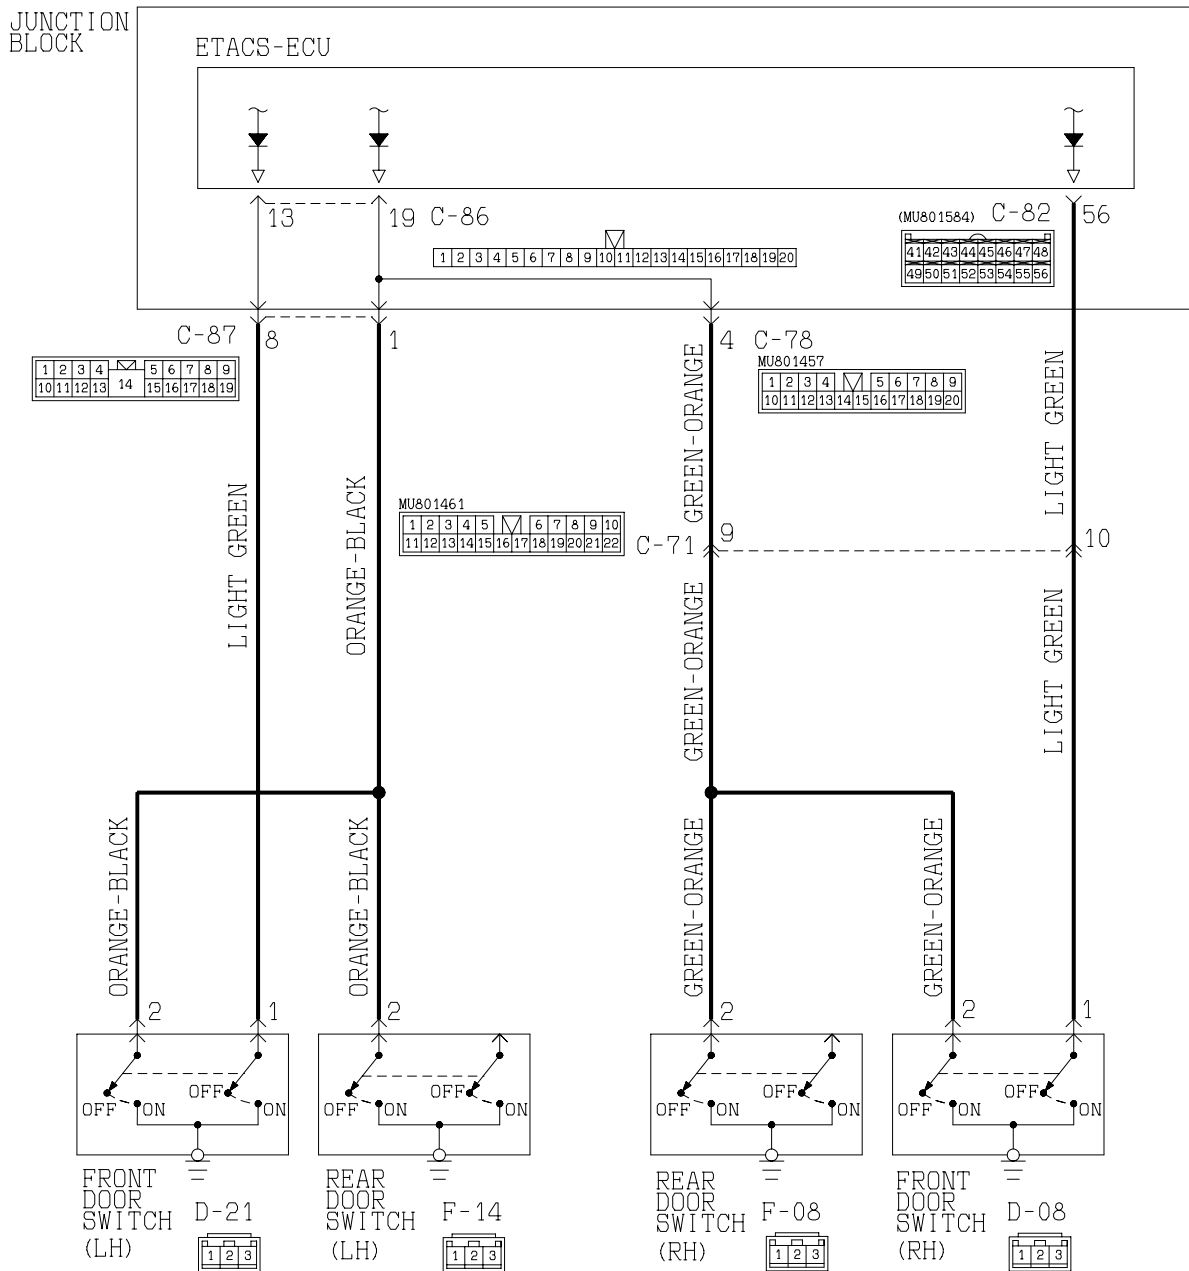 JUNCTION
BLOCK
ETACS-ECU
13
19 C-86
(MU801584) C-82 56
1 2 3 4 5 6 7 8 9 10 11 12 13 14 15 16 17 18 19 20
41 42 43 44 45 46 47 48
49 50 51 52 53 54 55 56
C-87 8
1
4 C-78
MU801457
1 2 3 4 5 6 7 8 9
10 11 12 13 14 15 16 17 18 19
1 2 3 4 5 6 7 8 9
10 11 12 13 14 15 16 17 18 19 20
GREEN-ORANGE
LIGHT GREEN
LIGHT GREEN
ORANGE-BLACK
MU801461
1 2 3 4 5 6 7 8 9 10
11 12 13 14 15 16 17 18 19 20 21 22
C-71 9
10
GREEN-ORANGE
LIGHT GREEN
ORANGE-BLACK
ORANGE-BLACK
GREEN-ORANGE
GREEN-ORANGE
2
1
2
2
2
1
OFF ON OFF ON
OFF ON OFF ON
OFF ON OFF ON
OFF ON OFF ON
FRONT
DOOR
SWITCH
(LH)
D-21
1 2 3
REAR
DOOR
SWITCH
(LH)
F-14
1 2 3
REAR
DOOR
SWITCH
(RH)
F-08
1 2 3
FRONT
DOOR
SWITCH
(RH)
D-08
1 2 3